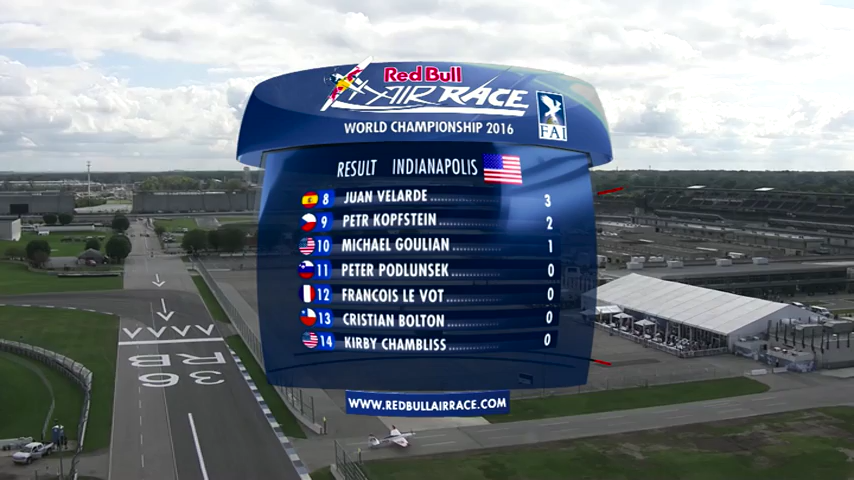 Red Bull
AIR RACE
WORLD CHAMPIONSHIP 2016
FAI
RESULT INDIANAPOLIS
8 JUAN VELARDE 3
9 PETR KOPFSTEIN 2
10 MICHAEL GOULIAN 1
11 PETER PODLUNSEK 0
12 FRANCOIS LE VOT 0
13 CRISTIAN BOLTON 0
14 KIRBY CHAMBLISS 0
WWW.REDBULLAIRRACE.COM
36
RB